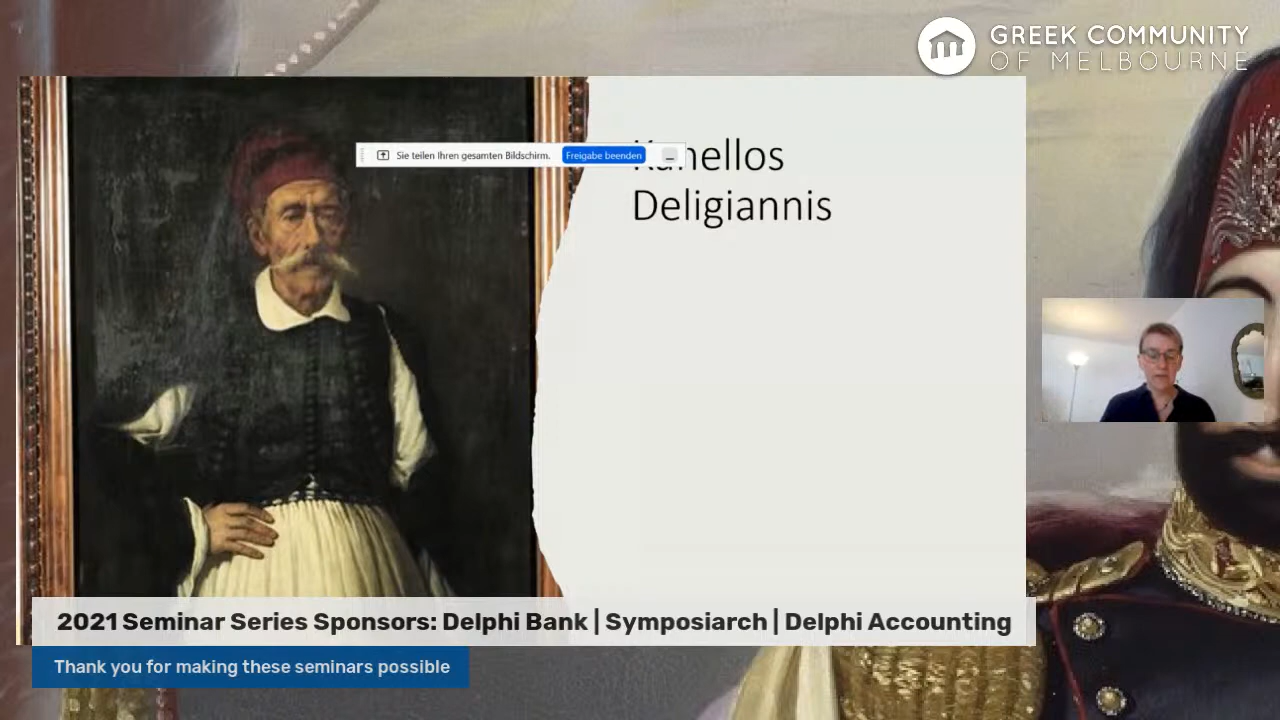 GREEK COMMUNITY
OF MELBOURNE
Sie teilen Ihren gesamten Bildschirm.
Freigabe beenden
Deligiannis
2021 Seminar Series Sponsors: Delphi Bank | Symposiarch | Delphi Accounting
Thank you for making these seminars possible